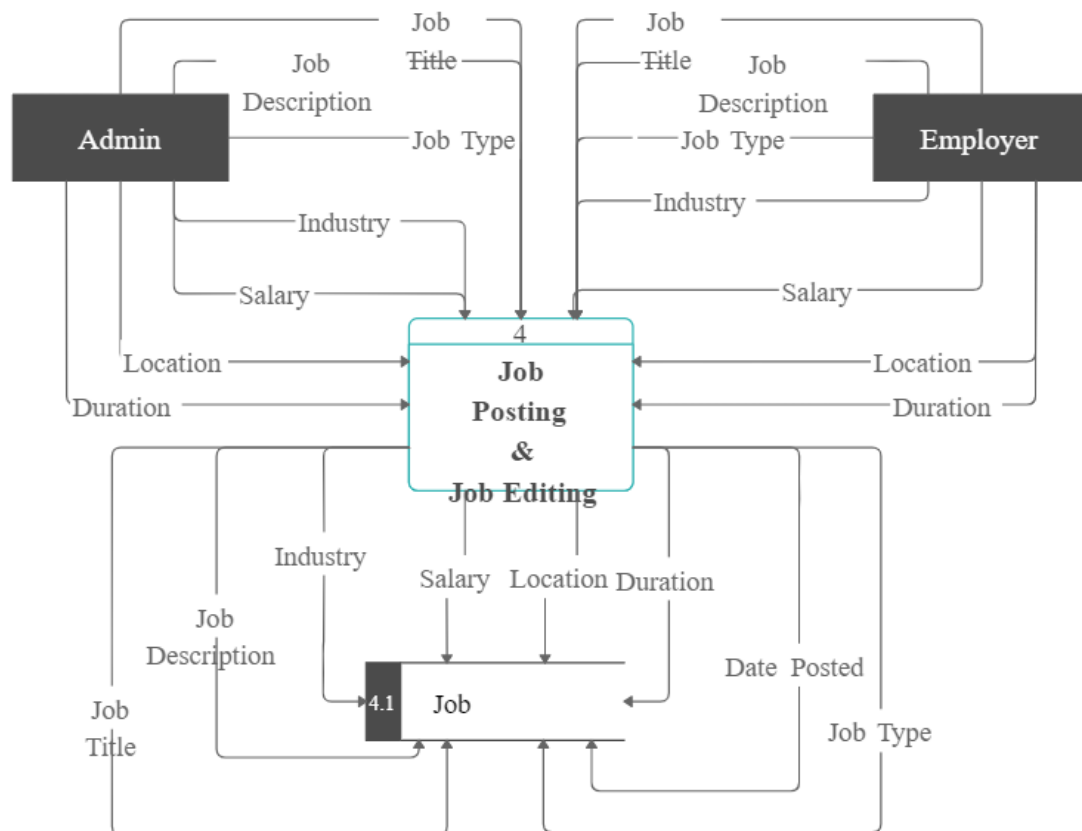 Job
Title
Job
Description
Admin
Job Type
Industry
Salary
Location
Duration
Job
Title
Job
Description
Job Type
Employer
Industry
Salary
Location
Duration
4
Job
Posting
&
Job Editing
Industry
Salary
Location
Duration
Job
Description
Date Posted
Job
Title
4.1
Job
Job Type